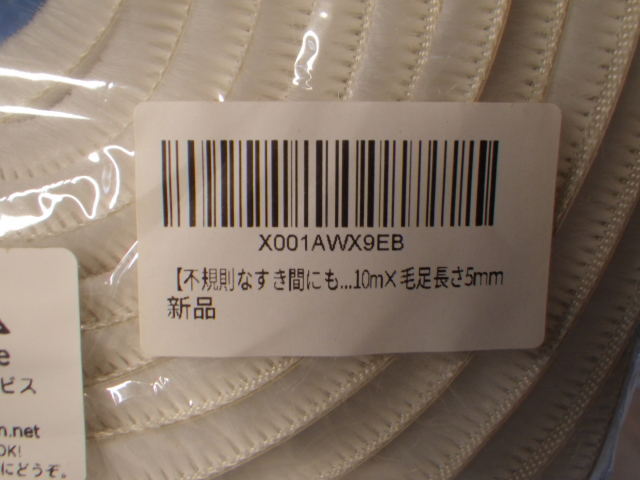 X001AWX9EB
【不規則なすき間にも...10m×毛足長さ5mm
新品
e
ビス
n.net
OK!
にどうぞ。